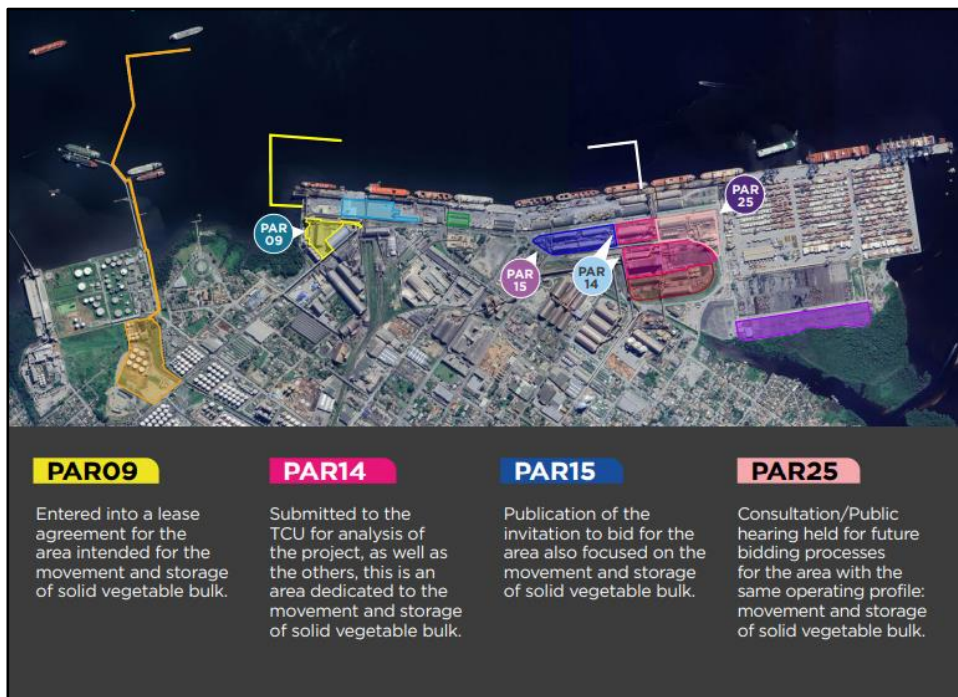 PAR
09
PAR
15
PAR
14
PAR
25
PAR09
Entered into a lease
agreement for the
area intended for the
movement and storage
of solid vegetable bulk.
PAR14
Submitted to the
TCU for analysis of
the project, as well as
the others, this is an
area dedicated to the
movement and storage
of solid vegetable bulk.
PAR15
Publication of the
invitation to bid for the
area also focused on the
movement and storage
of solid vegetable bulk.
PAR25
Consultation/Public
hearing held for future
bidding processes
for the area with the
same operating profile:
movement and storage
of solid vegetable bulk.